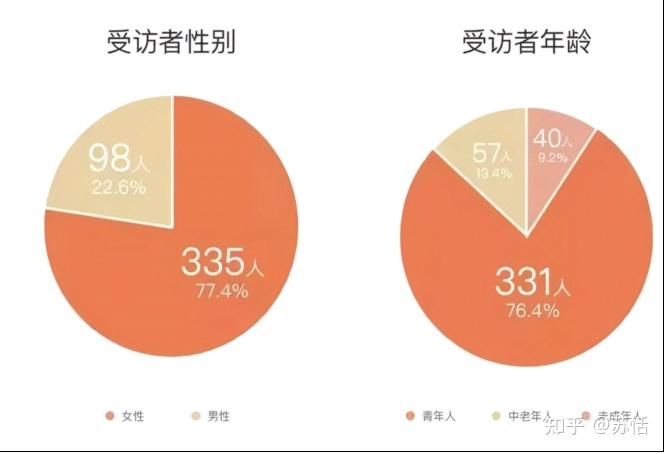 受访者性别
98人
22.6%
335人
77.4%
女性
男性
受访者年龄
57人
13.4%
40人
9.2%
331人
76.4%
青年人
中老年人
未成年人
知乎 @苏恬